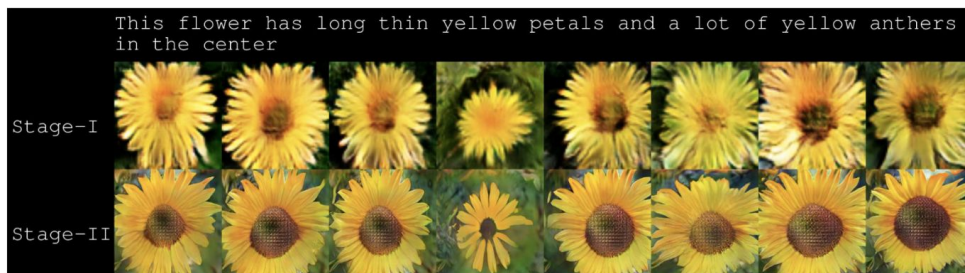 This flower has long thin yellow petals and a lot of yellow anthers
in the center
Stage-I
Stage-II